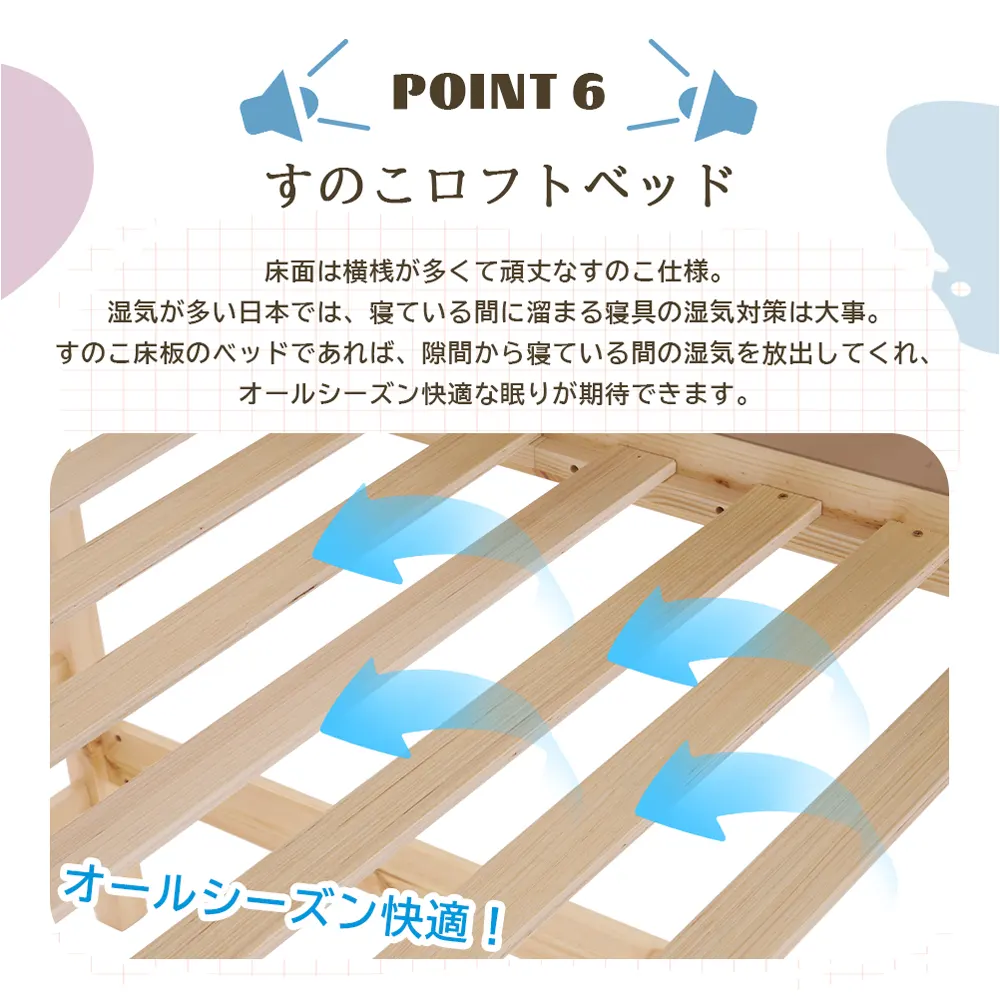 POINT 6
すのこロフトベッド
床面は横桟が多くて頑丈なすのこ仕様。
湿気が多い日本では、寝ている間に溜まる寝具の湿気対策は大事。
すのこ床板のベッドであれば、隙間から寝ている間の湿気を放出してくれ、
オールシーズン快適な眠りが期待できます。
オールシーズン快適！